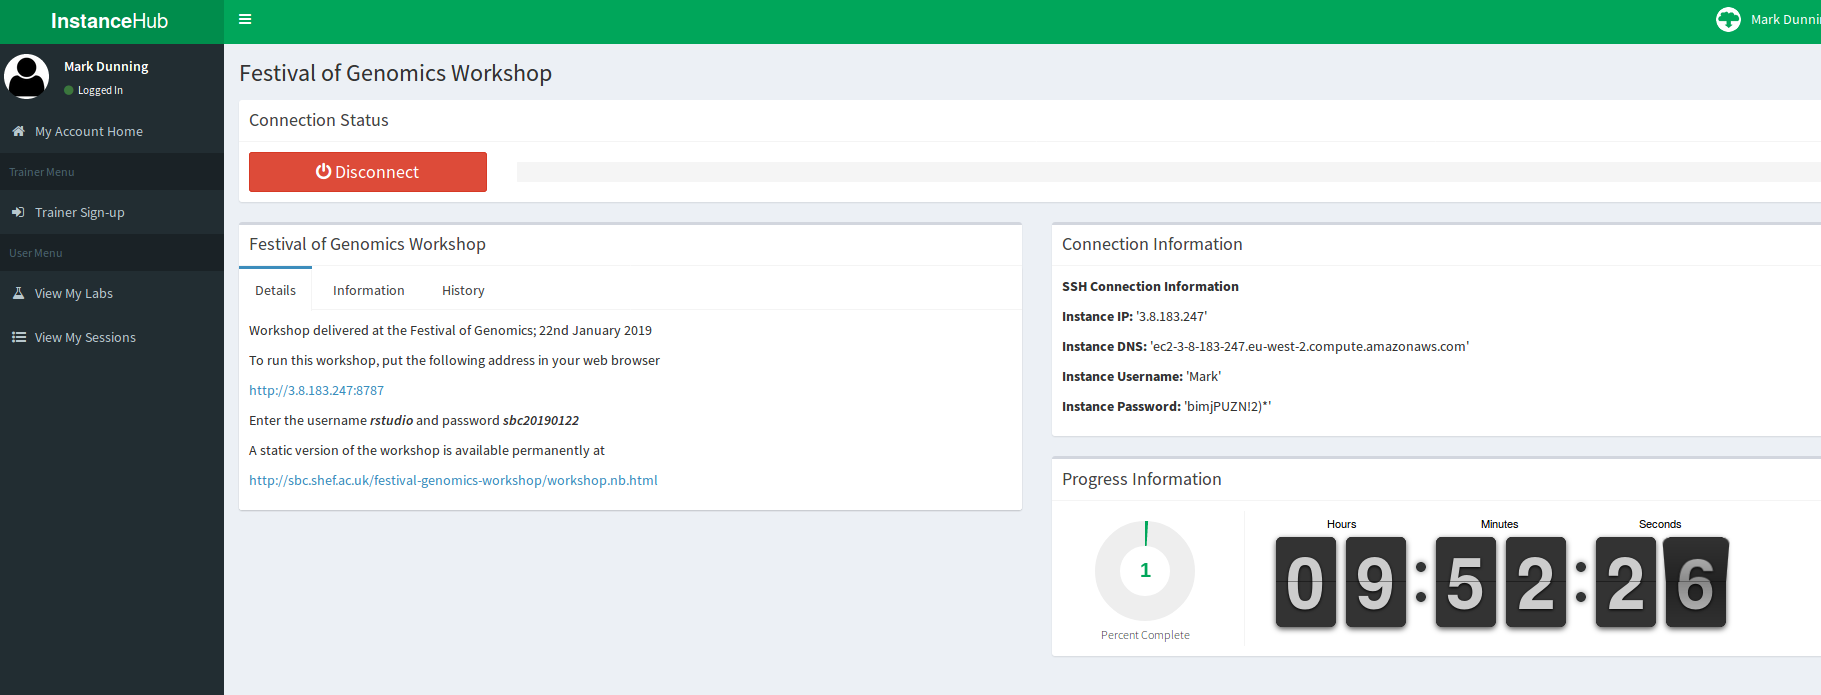 InstanceHub
Mark Dunni
Mark Dunning
Logged In
My Account Home
Trainer Menu
Trainer Sign-up
User Menu
View My Labs
View My Sessions
Festival of Genomics Workshop
Connection Status
Disconnect
Festival of Genomics Workshop
Details Information History
Workshop delivered at the Festival of Genomics; 22nd January 2019
To run this workshop, put the following address in your web browser
http://3.8.183.247:8787
Enter the username rstudio and password sbc20190122
A static version of the workshop is available permanently at
http://sbc.shef.ac.uk/festival-genomics-workshop/workshop.nb.html
Connection Information
SSH Connection Information
Instance IP: '3.8.183.247'
Instance DNS: 'ec2-3-8-183-247.eu-west-2.compute.amazonaws.com'
Instance Username: 'Mark'
Instance Password: 'bimjPUZN!2)*'
Progress Information
1
Percent Complete
Hours Minutes Seconds
09:52:26